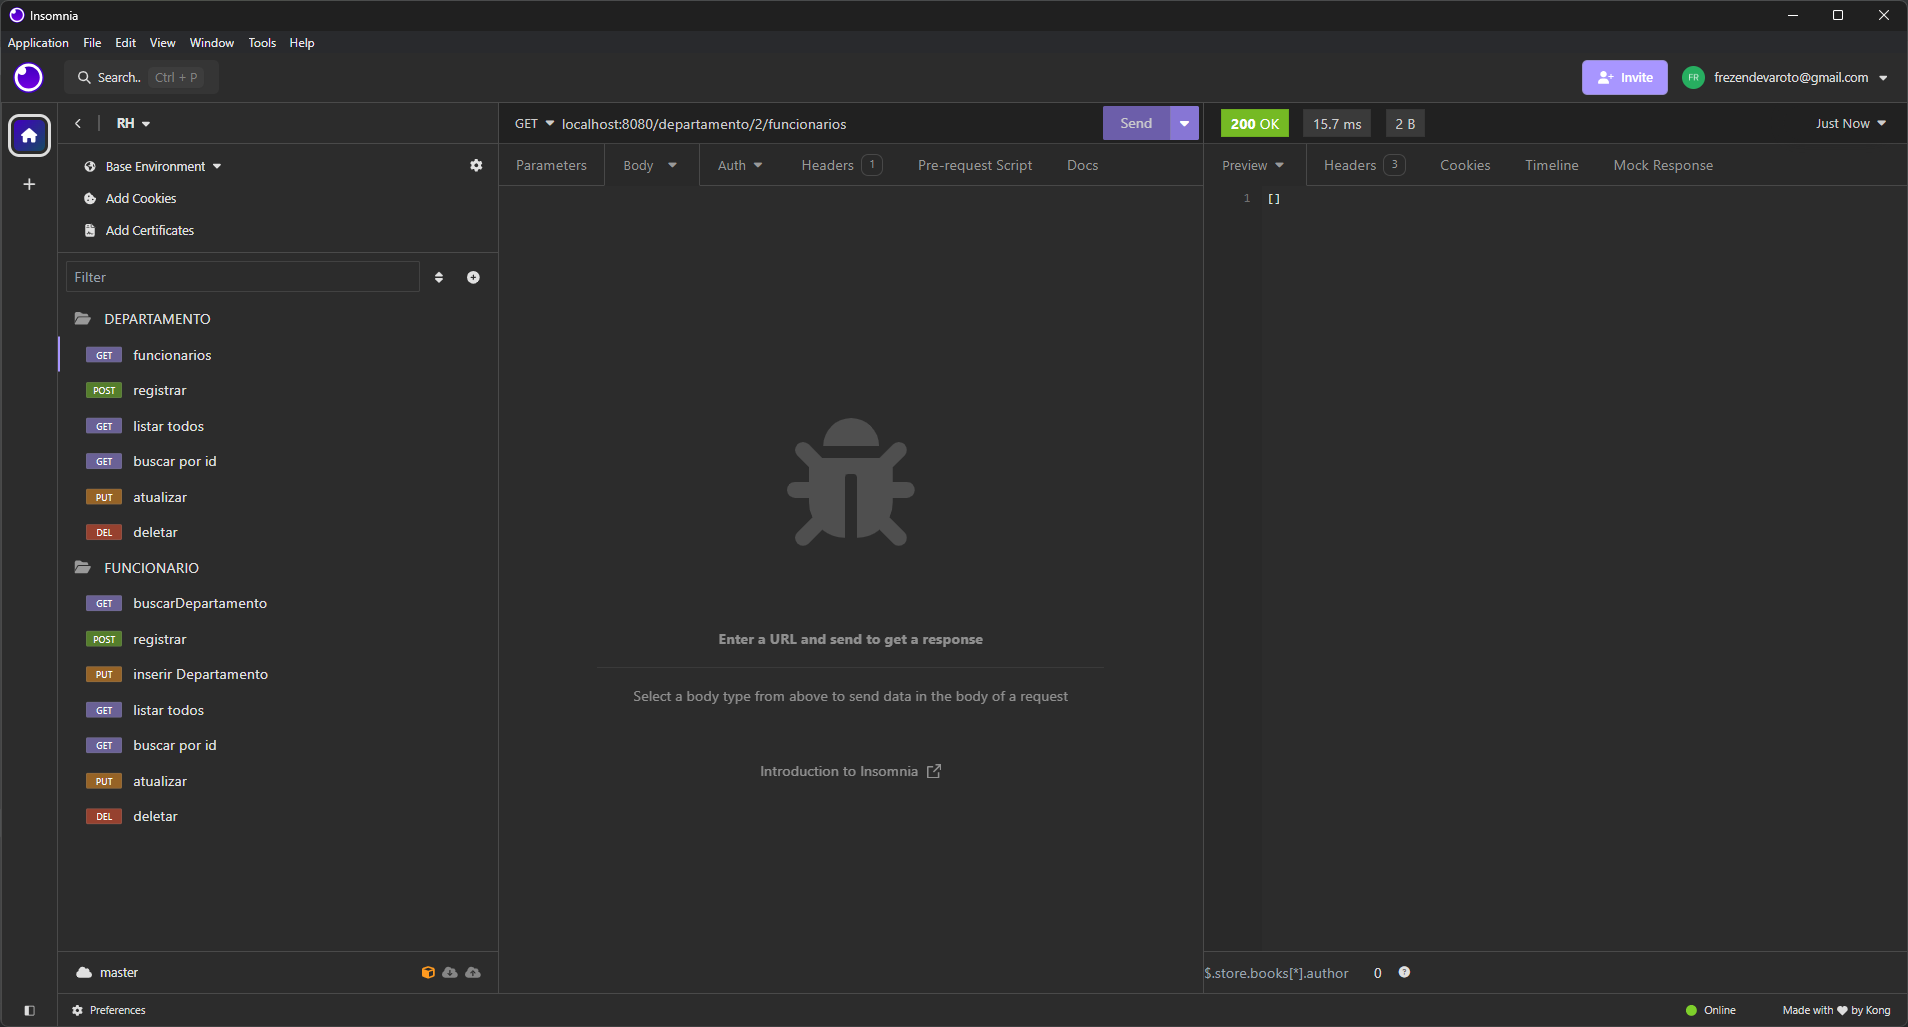 Insomnia
Application File Edit View Window Tools Help
Search.. Ctrl + P
Invite
FR frezendevaroto@gmail.com
RH
Base Environment
Add Cookies
Add Certificates
Filter
DEPARTAMENTO
GET funcionarios
POST registrar
GET listar todos
GET buscar por id
PUT atualizar
DEL deletar
FUNCIONARIO
GET buscarDepartamento
POST registrar
PUT inserir Departamento
GET listar todos
GET buscar por id
PUT atualizar
DEL deletar
master
GET localhost:8080/departamento/2/funcionarios Send
Parameters Body Auth Headers 1 Pre-request Script Docs
Enter a URL and send to get a response
Select a body type from above to send data in the body of a request
Introduction to Insomnia
200 OK 15.7 ms 2 B Just Now
Preview Headers 3 Cookies Timeline Mock Response
1 []
$.store.books[*].author 0 ?
Preferences
Online Made with ♥ by Kong